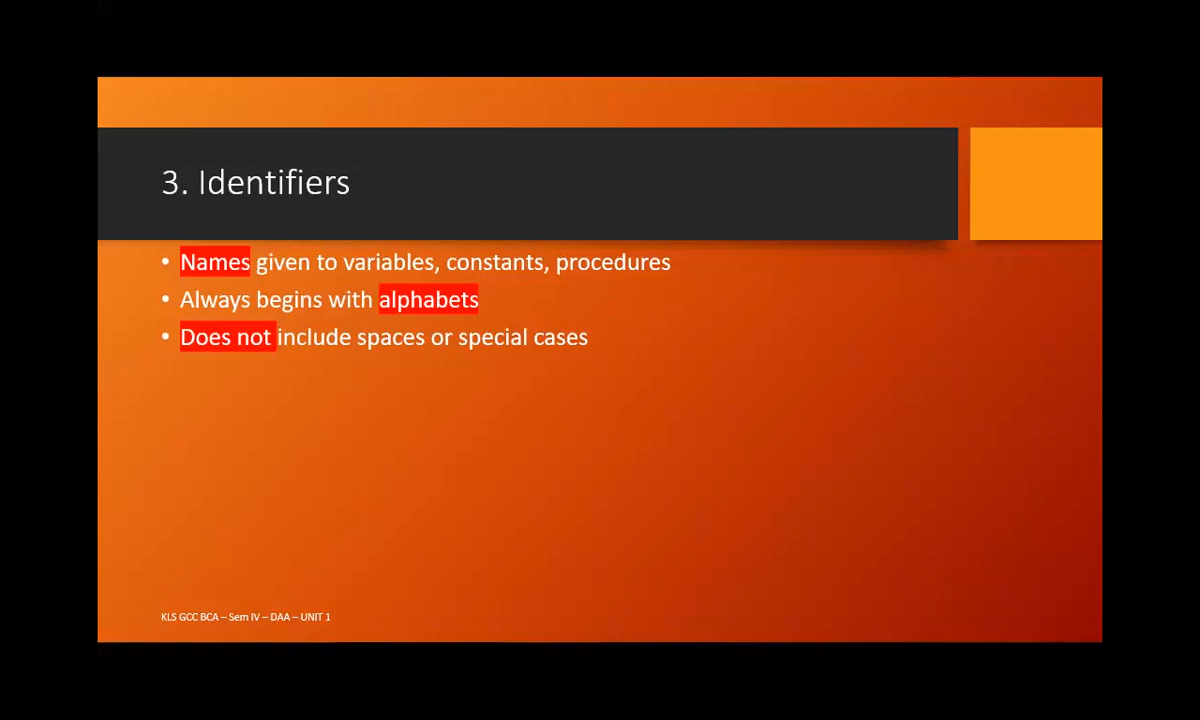 3. Identifiers
• Names given to variables, constants, procedures
• Always begins with alphabets
• Does not include spaces or special cases
KLS GCC BCA – Sem IV – DAA – UNIT 1